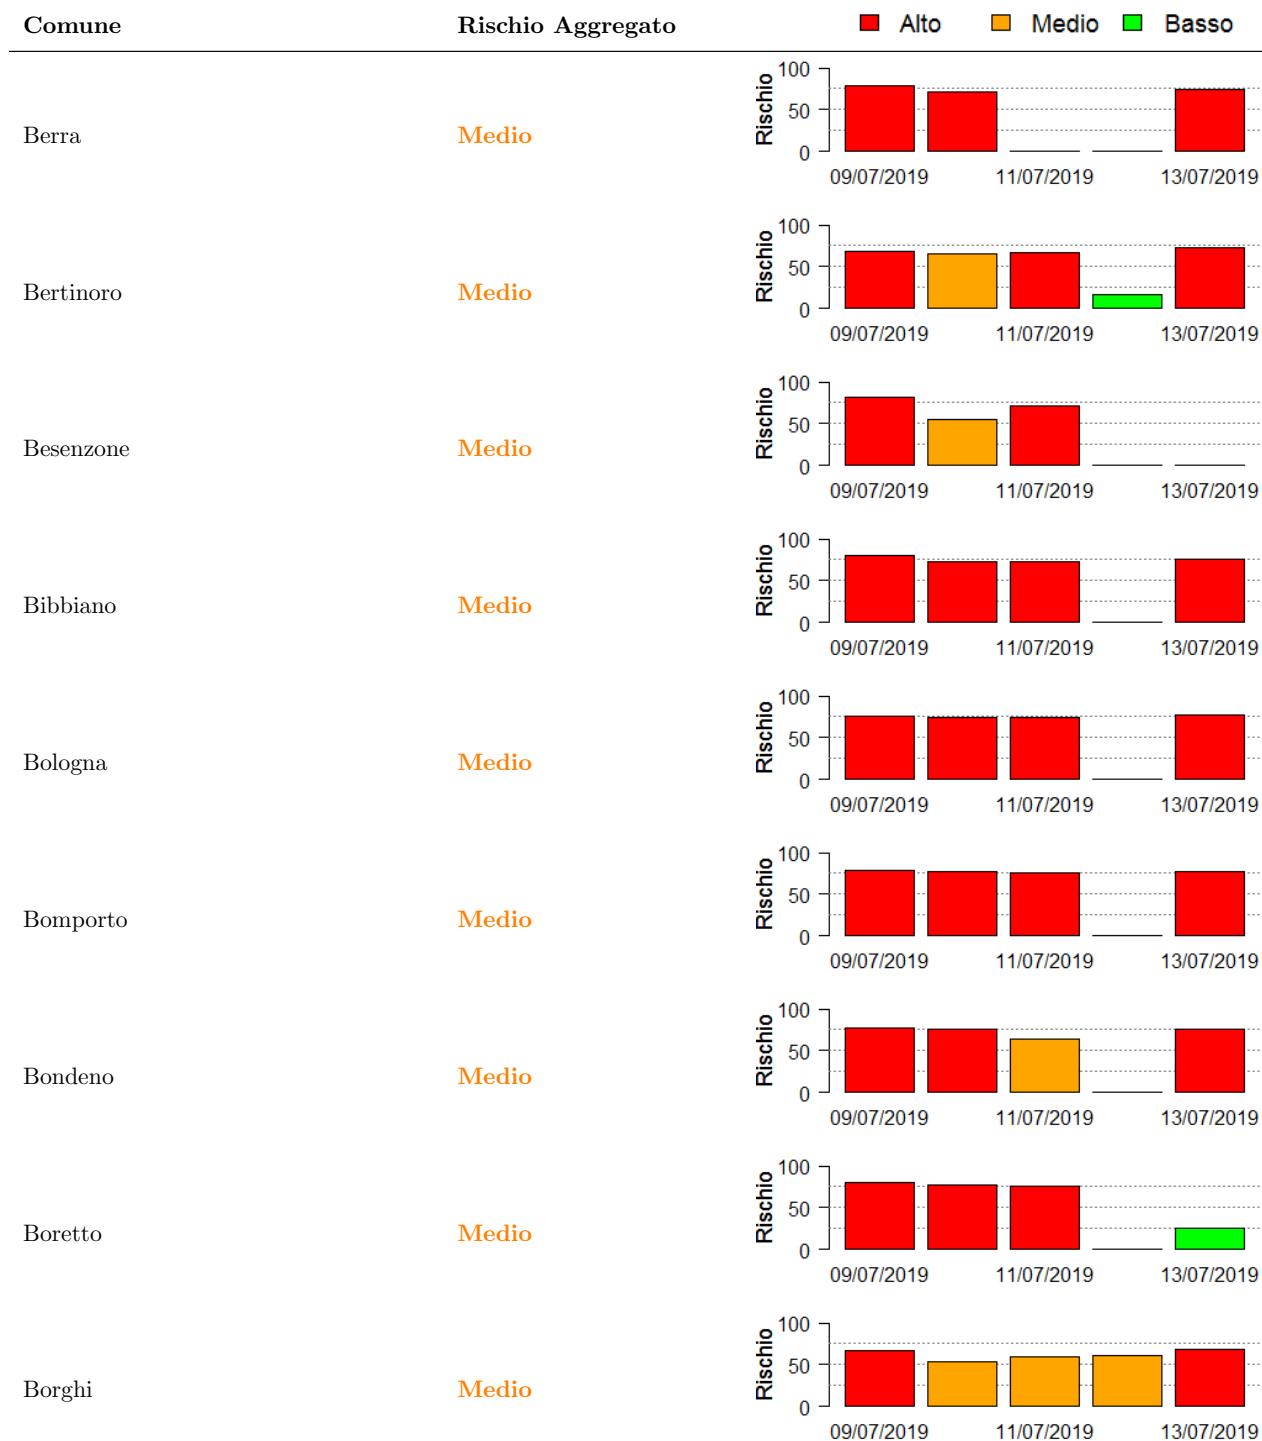 Comune Rischio Aggregato Alto Medio Basso
Berra Medio Rischio 100 50 0
09/07/2019 11/07/2019 13/07/2019
Bertinoro Medio Rischio 100 50 0
09/07/2019 11/07/2019 13/07/2019
Besenzone Medio Rischio 100 50 0
09/07/2019 11/07/2019 13/07/2019
Bibbiano Medio Rischio 100 50 0
09/07/2019 11/07/2019 13/07/2019
Bologna Medio Rischio 100 50 0
09/07/2019 11/07/2019 13/07/2019
Bomporto Medio Rischio 100 50 0
09/07/2019 11/07/2019 13/07/2019
Bondeno Medio Rischio 100 50 0
09/07/2019 11/07/2019 13/07/2019
Boretto Medio Rischio 100 50 0
09/07/2019 11/07/2019 13/07/2019
Borghi Medio Rischio 100 50 0
09/07/2019 11/07/2019 13/07/2019